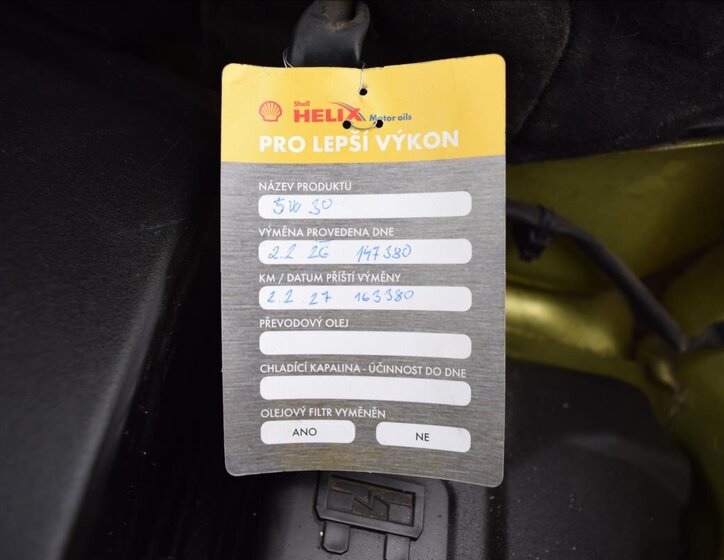 Shell
HELIX Motor oils
PRO LEPŠÍ VÝKON
NÁZEV PRODUKTU
5W 30
VÝMĚNA PROVEDENA DNE
2.2 26 147380
KM / DATUM PŘÍŠTÍ VÝMĚNY
2 2 27 163380
PŘEVODOVÝ OLEJ
CHLADÍCÍ KAPALINA - ÚČINNOST DO DNE
OLEJOVÝ FILTR VYMĚNĚN
ANO NE